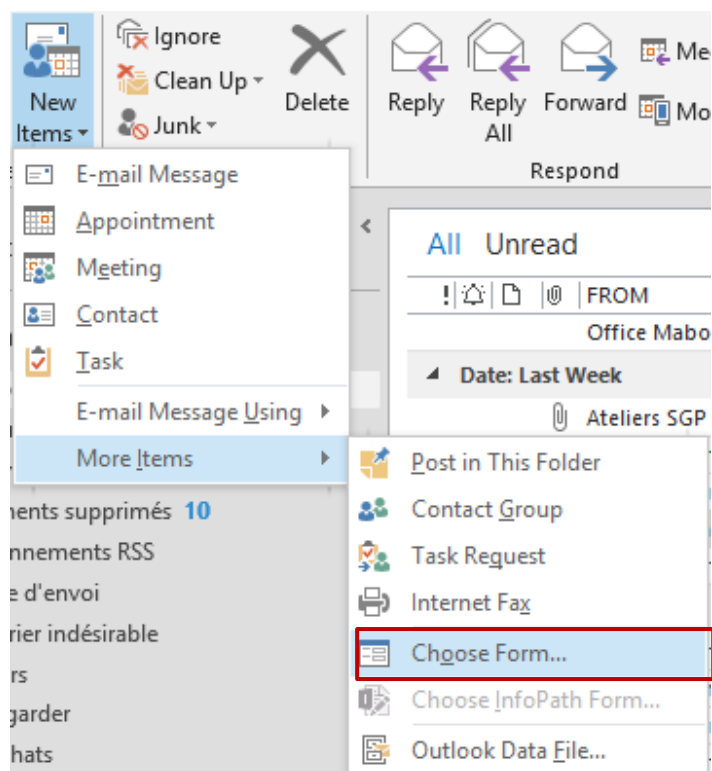 New
Items
Ignore
Clean Up
Junk
Delete
Reply
Reply
All
Forward
Respond
E-mail Message
Appointment
Meeting
Contact
Task
E-mail Message Using
More Items
All Unread
! FROM
Office Mabo
Date: Last Week
Ateliers SGP
Post in This Folder
Contact Group
Task Request
Internet Fax
Choose Form...
Choose InfoPath Form...
Outlook Data File...
ents supprimés 10
nnements RSS
e d'envoi
rier indésirable
rs
garder
hats